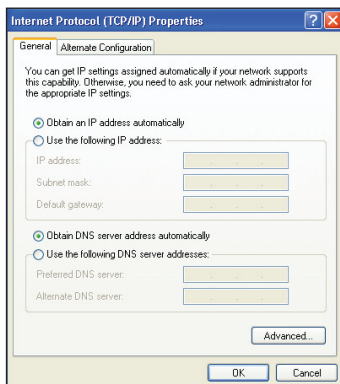 Internet Protocol (TCP/IP) Properties
General
Alternate Configuration
You can get IP settings assigned automatically if your network supports
this capability. Otherwise, you need to ask your network administrator for
the appropriate IP settings.
Obtain an IP address automatically
Use the following IP address:
IP address:
Subnet mask:
Default gateway:
Obtain DNS server address automatically
Use the following DNS server addresses:
Preferred DNS server:
Alternate DNS server:
Advanced...
OK
Cancel